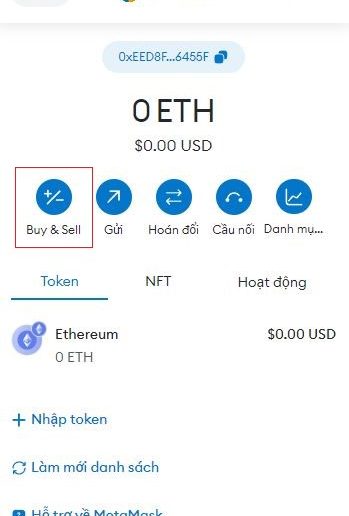 0xEED8F...6455F
0 ETH
$0.00 USD
Buy & Sell
Gửi
Hoán đổi
Cầu nối
Danh mụ...
Token
NFT
Hoạt động
Ethereum
$0.00 USD
0 ETH
Nhập token
Làm mới danh sách
Hỗ trợ về MetaMask